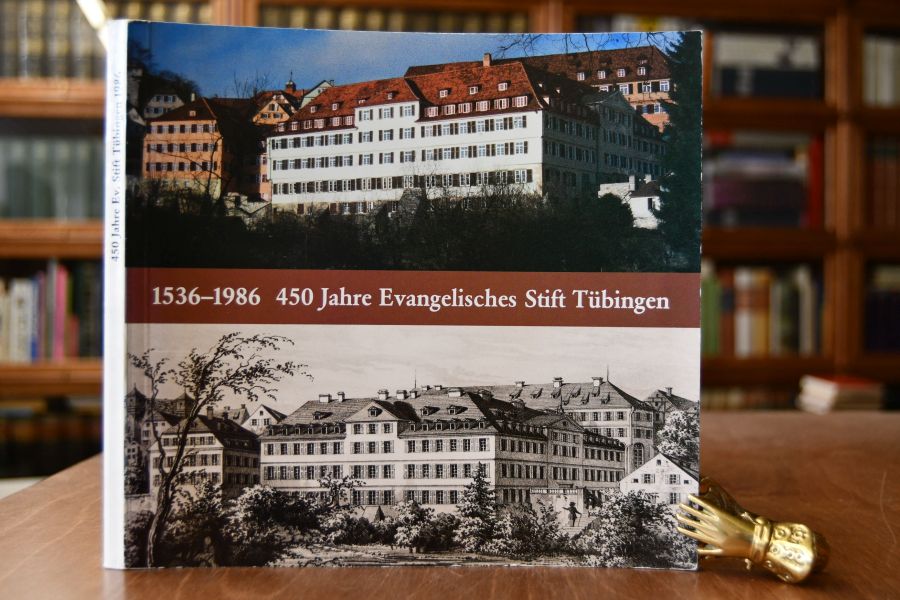 450 Jahre Ev. Stift Tübingen 1986
1536–1986 450 Jahre Evangelisches Stift Tübingen